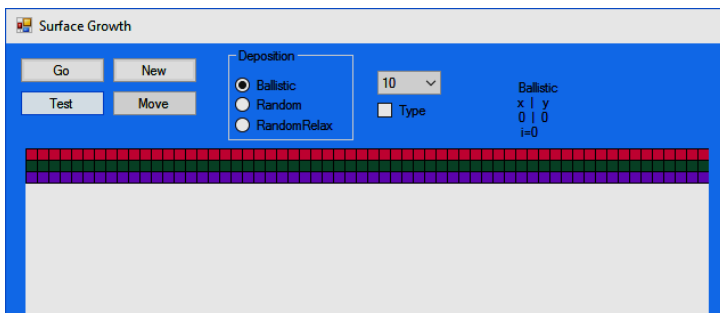 Surface Growth
Go
New
Test
Move
Deposition
Ballistic
Random
RandomRelax
10
Type
Ballistic
x | y
0 | 0
i=0